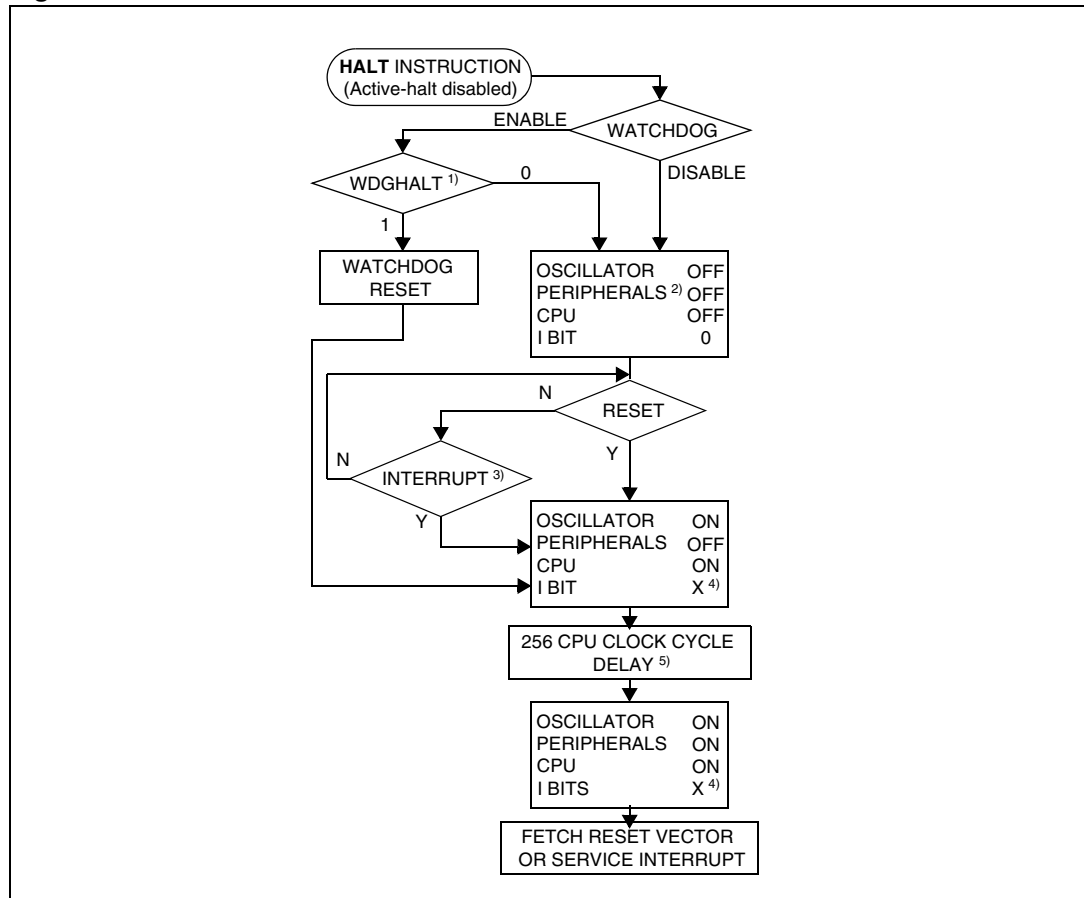 HALT INSTRUCTION
(Active-halt disabled)
ENABLE
WATCHDOG
WDGHALT 1)
0
DISABLE
1
WATCHDOG
RESET
OSCILLATOR OFF
PERIPHERALS 2) OFF
CPU OFF
I BIT 0
N
RESET
N
INTERRUPT 3)
Y
Y
OSCILLATOR ON
PERIPHERALS OFF
CPU ON
I BIT X 4)
256 CPU CLOCK CYCLE
DELAY 5)
OSCILLATOR ON
PERIPHERALS ON
CPU ON
I BITS X 4)
FETCH RESET VECTOR
OR SERVICE INTERRUPT